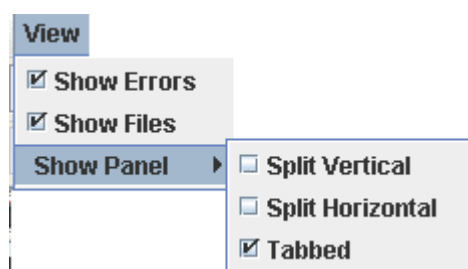 View
Show Errors
Show Files
Show Panel
Split Vertical
Split Horizontal
Tabbed